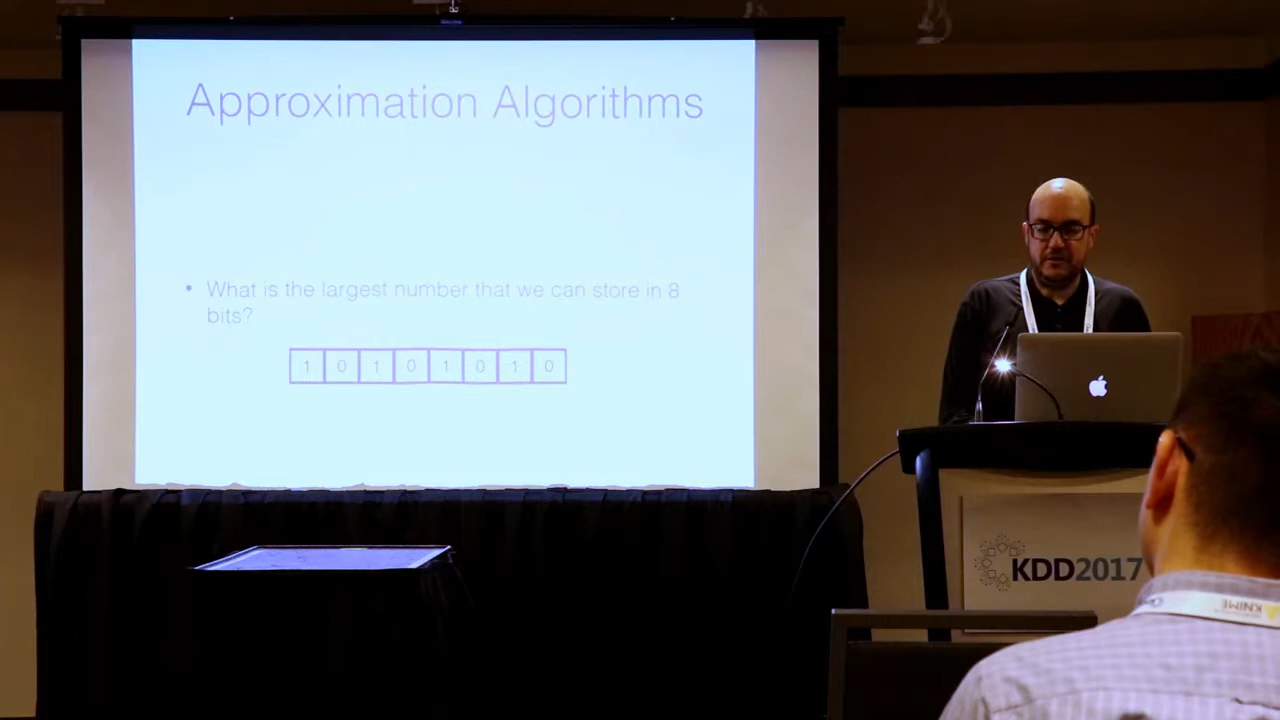 Approximation Algorithms
• What is the largest number that we can store in 8
bits?
1 0 1 0 1 0 1 0
KDD2017
KNIME